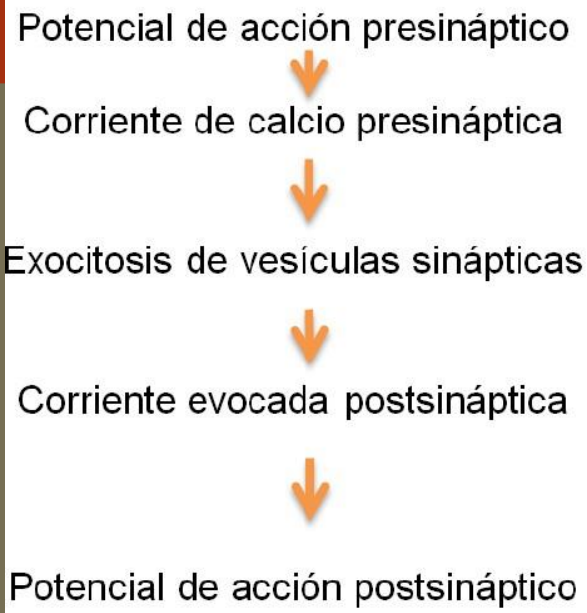 Potencial de acción presináptico
Corriente de calcio presináptica
Exocitosis de vesículas sinápticas
Corriente evocada postsináptica
Potencial de acción postsináptico